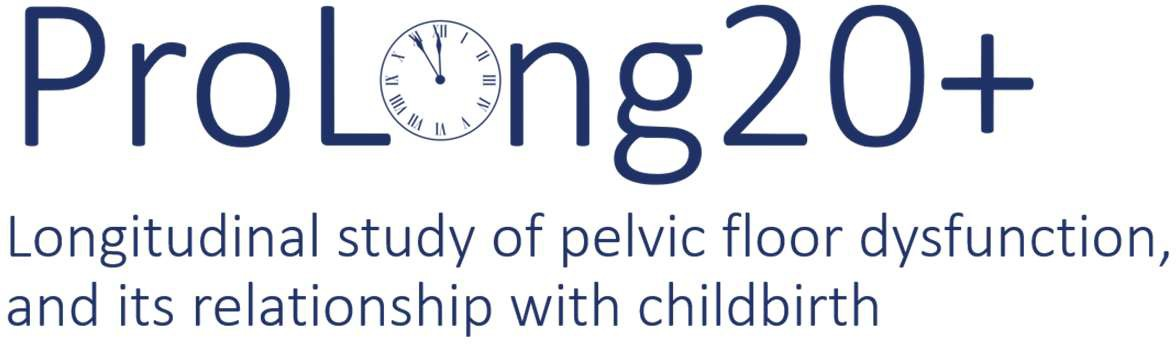 ProLong20+
Longitudinal study of pelvic floor dysfunction,
and its relationship with childbirth